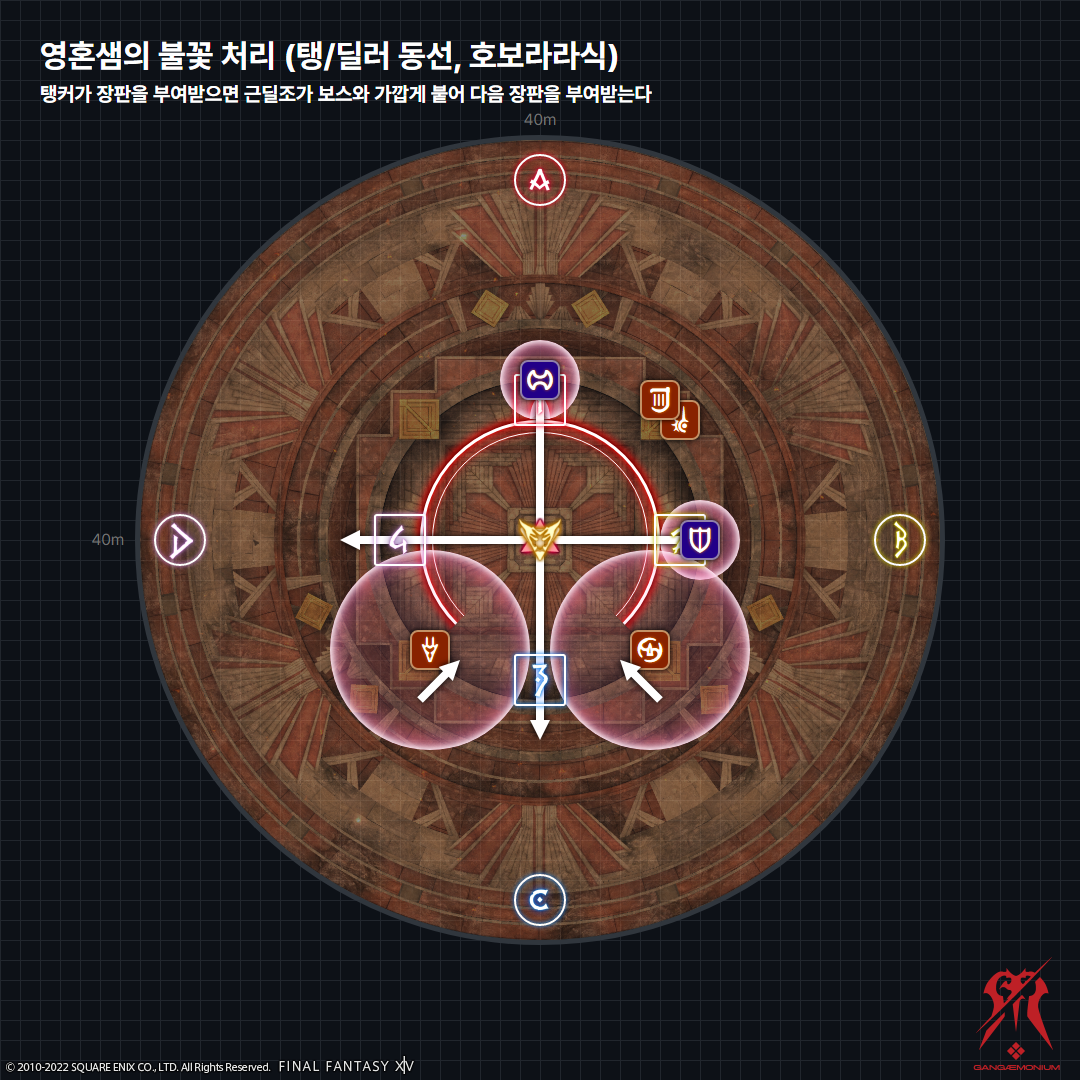 영혼샘의 불꽃 처리 (탱/딜러 동선, 호보라라식)
탱커가 장판을 부여받으면 근딜조가 보스와 가깝게 붙어 다음 장판을 부여받는다
40m
A
40m
D
B
4
3
C
GANGÆMONIUM
© 2010-2022 SQUARE ENIX CO., LTD. All Rights Reserved. FINAL FANTASY XIV